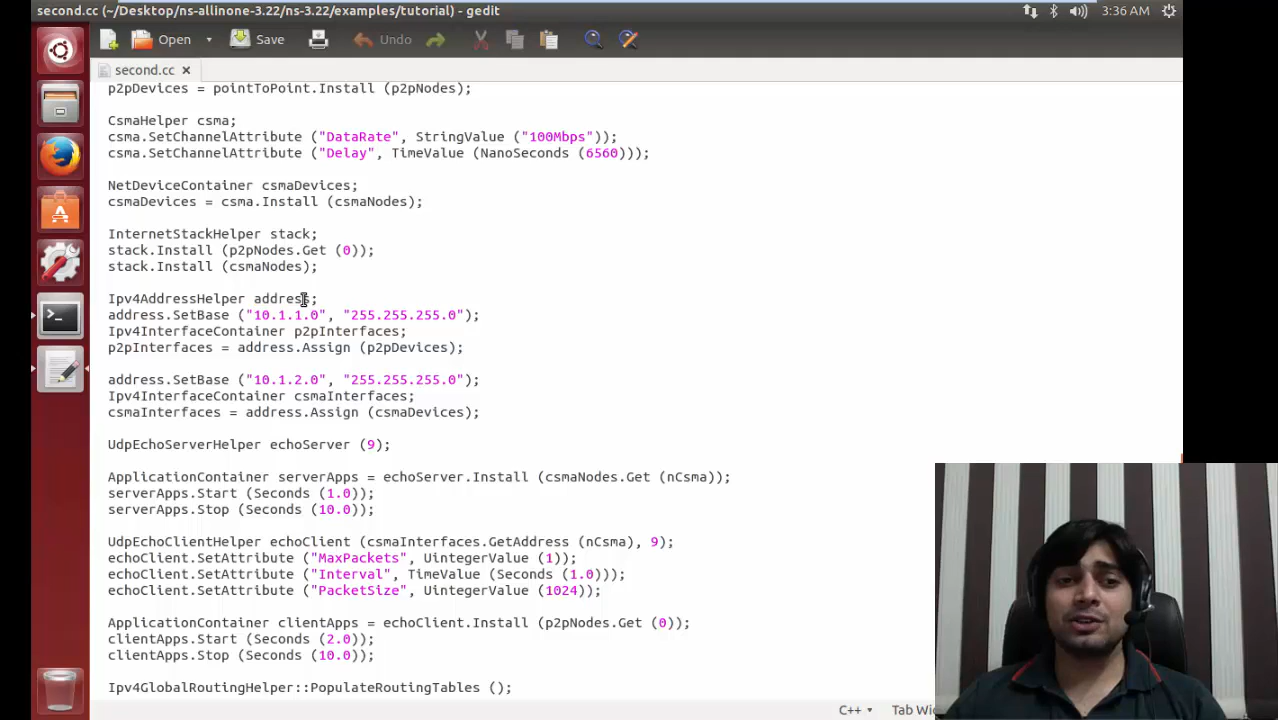 second.cc (~/Desktop/ns-allinone-3.22/ns-3.22/examples/tutorial) - gedit
3:36 AM
Open
Save
Undo
second.cc
p2pDevices = pointToPoint.Install (p2pNodes);
CsmaHelper csma;
csma.SetChannelAttribute ("DataRate", StringValue ("100Mbps"));
csma.SetChannelAttribute ("Delay", TimeValue (NanoSeconds (6560)));
NetDeviceContainer csmaDevices;
csmaDevices = csma.Install (csmaNodes);
InternetStackHelper stack;
stack.Install (p2pNodes.Get (0));
stack.Install (csmaNodes);
Ipv4AddressHelper address;
address.SetBase ("10.1.1.0", "255.255.255.0");
Ipv4InterfaceContainer p2pInterfaces;
p2pInterfaces = address.Assign (p2pDevices);
address.SetBase ("10.1.2.0", "255.255.255.0");
Ipv4InterfaceContainer csmaInterfaces;
csmaInterfaces = address.Assign (csmaDevices);
UdpEchoServerHelper echoServer (9);
ApplicationContainer serverApps = echoServer.Install (csmaNodes.Get (nCsma));
serverApps.Start (Seconds (1.0));
serverApps.Stop (Seconds (10.0));
UdpEchoClientHelper echoClient (csmaInterfaces.GetAddress (nCsma), 9);
echoClient.SetAttribute ("MaxPackets", UintegerValue (1));
echoClient.SetAttribute ("Interval", TimeValue (Seconds (1.0)));
echoClient.SetAttribute ("PacketSize", UintegerValue (1024));
ApplicationContainer clientApps = echoClient.Install (p2pNodes.Get (0));
clientApps.Start (Seconds (2.0));
clientApps.Stop (Seconds (10.0));
Ipv4GlobalRoutingHelper::PopulateRoutingTables ();
C++ Tab